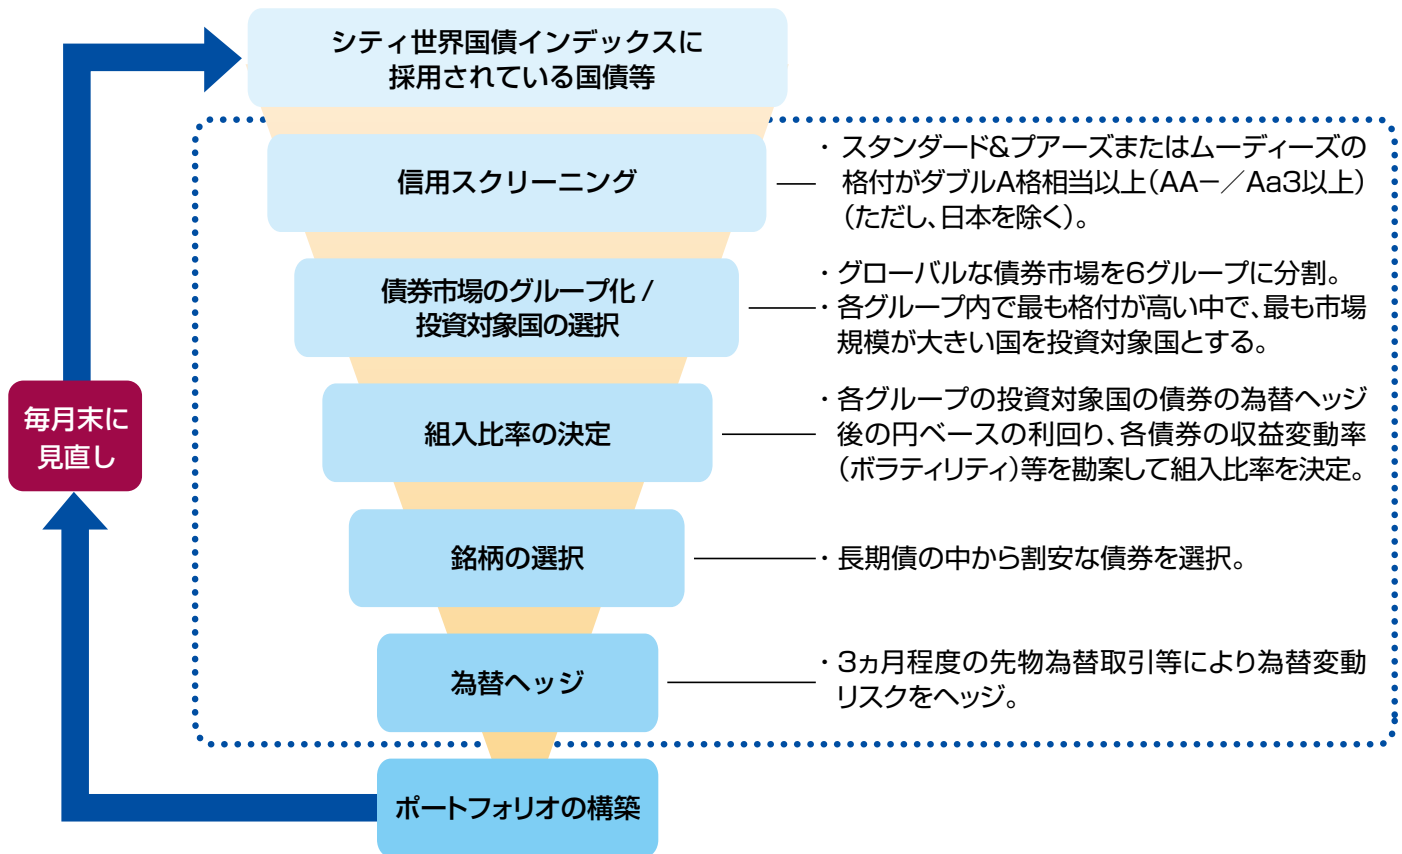 シティ世界国債インデックスに
採用されている国債等
信用スクリーニング
・ スタンダード&プアーズまたはムーディーズの
格付がダブルA格相当以上（AA－／Aa3以上）
（ただし、日本を除く）。
債券市場のグループ化 /
投資対象国の選択
・グローバルな債券市場を6グループに分割。
・各グループ内で最も格付が高い中で、最も市場
規模が大きい国を投資対象国とする。
毎月末に
見直し
組入比率の決定
・各グループの投資対象国の債券の為替ヘッジ
後の円ベースの利回り、各債券の収益変動率
（ボラティリティ）等を勘案して組入比率を決定。
銘柄の選択
・長期債の中から割安な債券を選択。
為替ヘッジ
・3ヵ月程度の先物為替取引等により為替変動
リスクをヘッジ。
ポートフォリオの構築